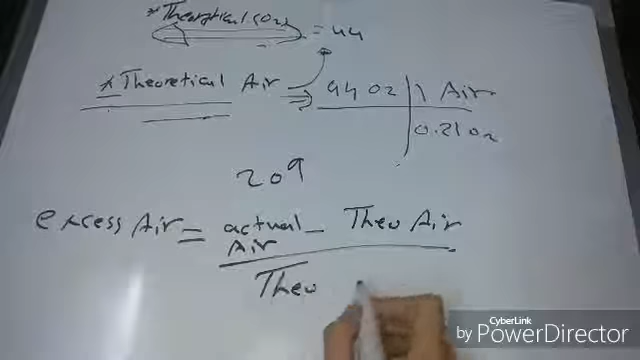 * Theoretical (O2) = 44
* Theoretical Air ⇒ 44 O2 | 1 Air
0.21 O2
209
excess Air = actual - Theo Air
Air
Theo
CyberLink
by PowerDirector